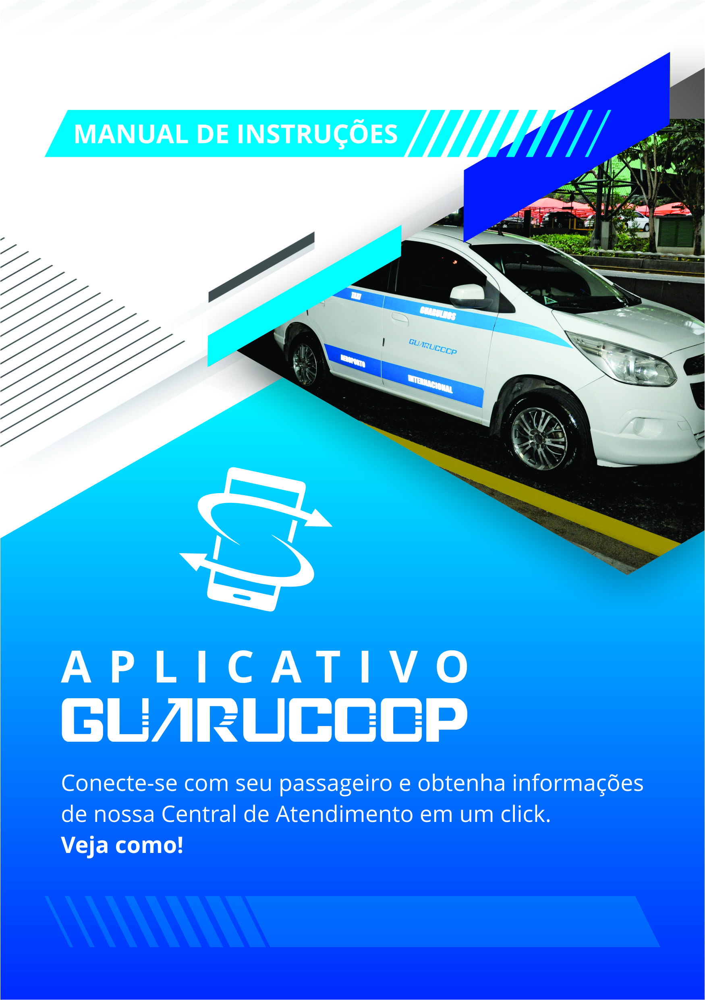 MANUAL DE INSTRUÇÕES
TAXI
GUARULHOS
GUARUCOOP
AEROPORTO
INTERNACIONAL
APLICATIVO
GUARUCOOP
Conecte-se com seu passageiro e obtenha informações
de nossa Central de Atendimento em um click.
Veja como!